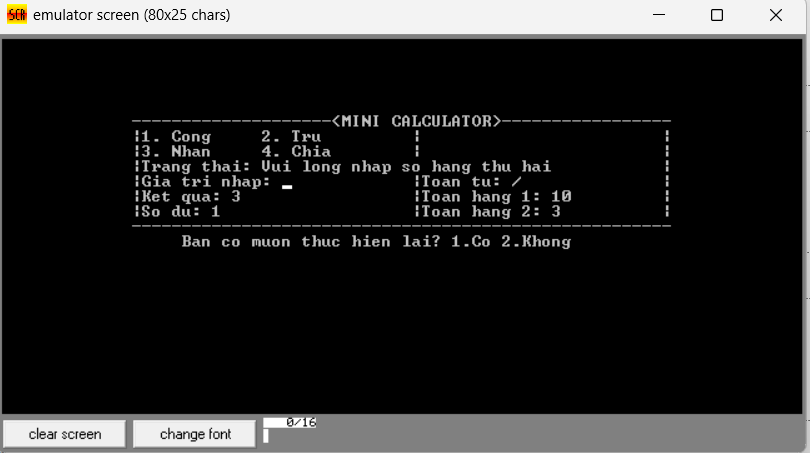 SCR emulator screen (80x25 chars)
--------------------<MINI CALCULATOR>-----------------
¦1. Cong     2. Tru         ¦                        ¦
¦3. Nhan     4. Chia        ¦                        ¦
¦Trang thai: Vui long nhap so hang thu hai           ¦
¦Gia tri nhap: _            ¦Toan tu: /              ¦
¦Ket qua: 3                 ¦Toan hang 1: 10         ¦
¦So du: 1                   ¦Toan hang 2: 3          ¦
------------------------------------------------------
Ban co muon thuc hien lai? 1.Co 2.Khong
clear screen change font 0/16